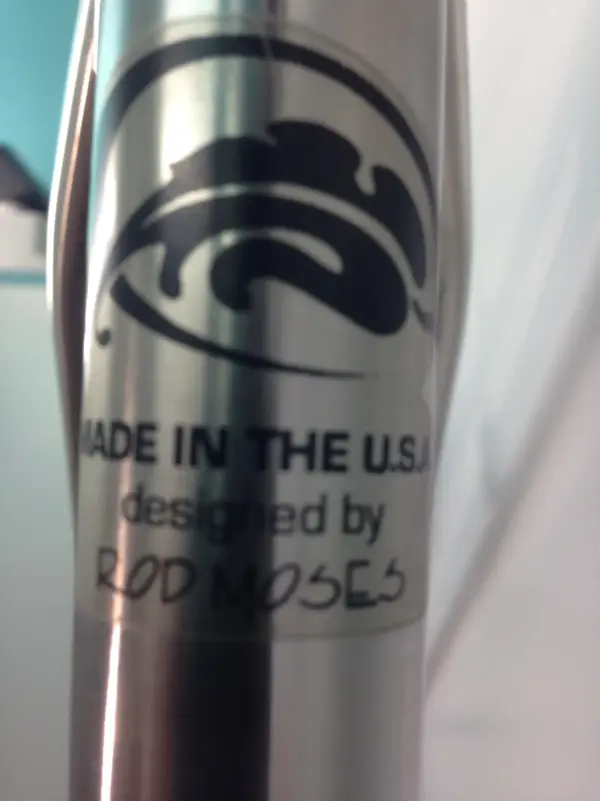 MADE IN THE U.S.A
designed by
ROD MOSES